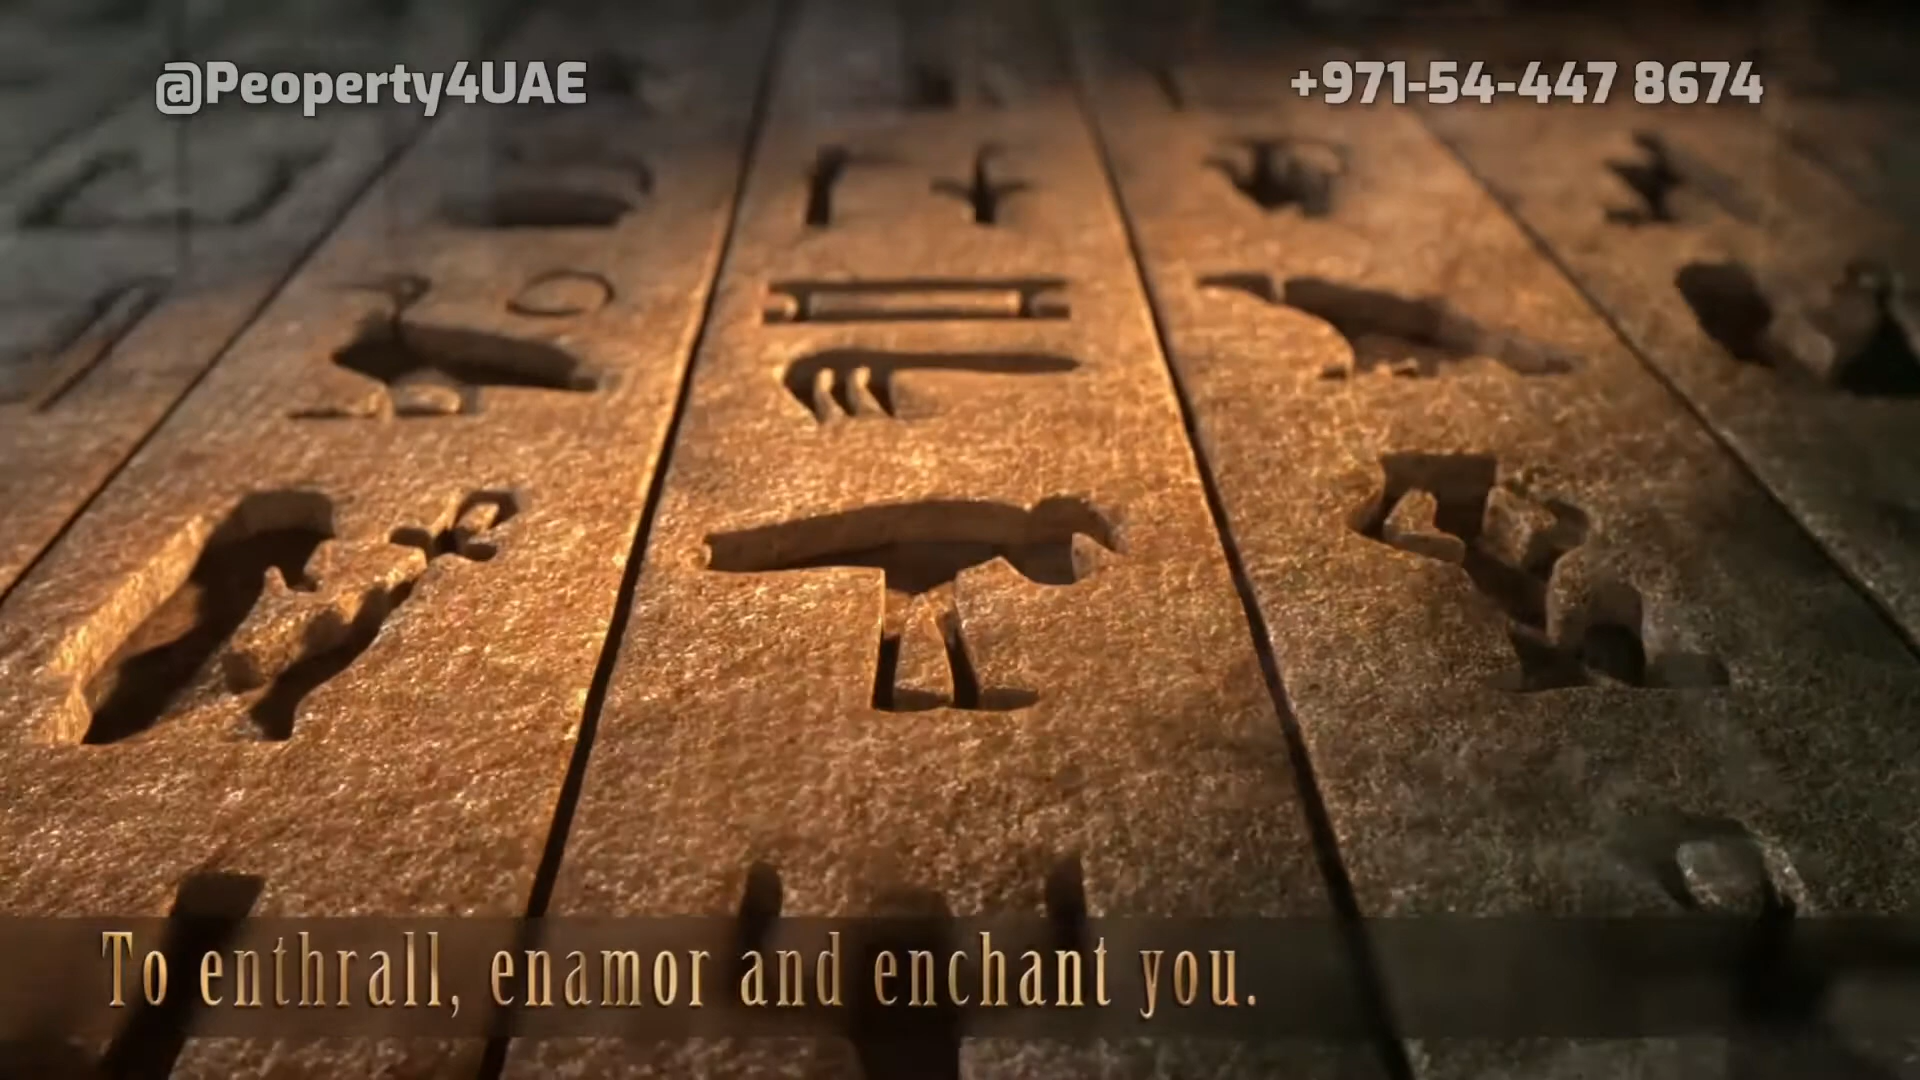 @Peoperty4UAE
+971-54-447 8674
To enthrall, enamor and enchant you.